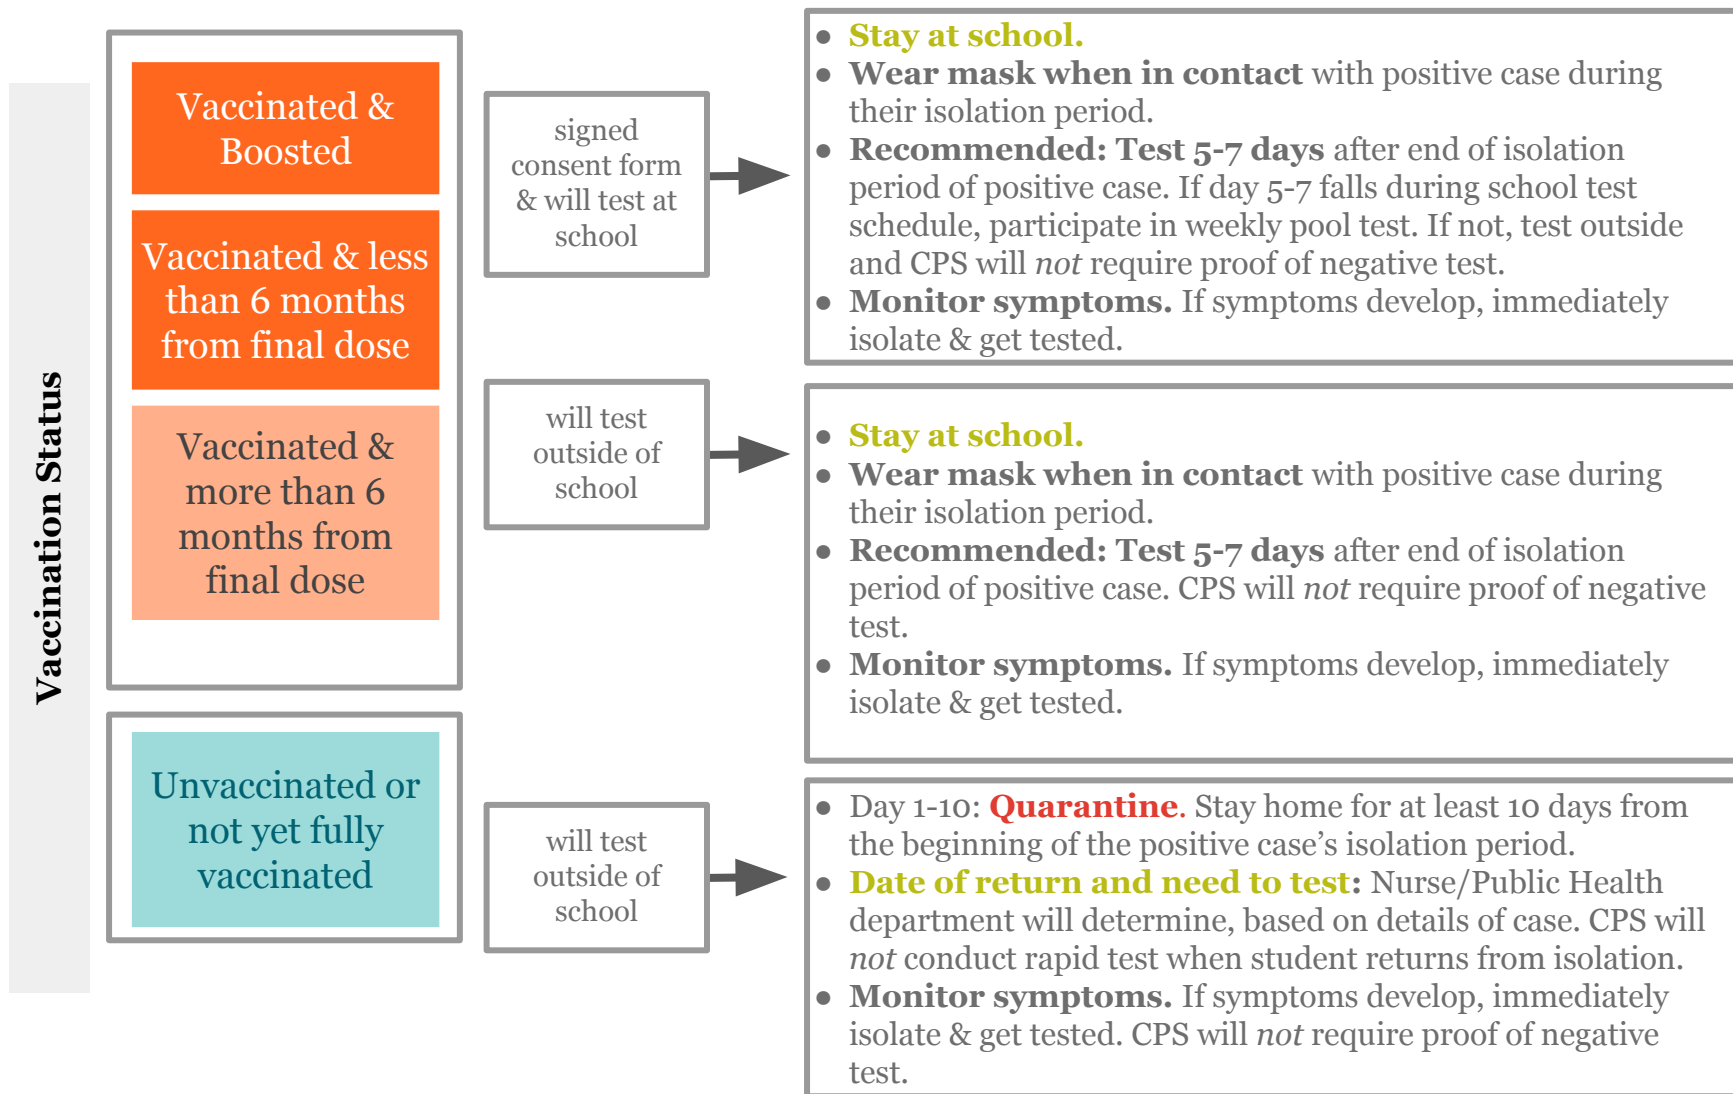 Vaccination Status
Vaccinated &
Boosted
Vaccinated & less
than 6 months
from final dose
Vaccinated &
more than 6
months from
final dose
Unvaccinated or
not yet fully
vaccinated
signed
consent form
& will test at
school
will test
outside of
school
will test
outside of
school
● Stay at school.
● Wear mask when in contact with positive case during
their isolation period.
● Recommended: Test 5-7 days after end of isolation
period of positive case. If day 5-7 falls during school test
schedule, participate in weekly pool test. If not, test outside
and CPS will not require proof of negative test.
● Monitor symptoms. If symptoms develop, immediately
isolate & get tested.
● Stay at school.
● Wear mask when in contact with positive case during
their isolation period.
● Recommended: Test 5-7 days after end of isolation
period of positive case. CPS will not require proof of negative
test.
● Monitor symptoms. If symptoms develop, immediately
isolate & get tested.
● Day 1-10: Quarantine. Stay home for at least 10 days from
the beginning of the positive case’s isolation period.
● Date of return and need to test: Nurse/Public Health
department will determine, based on details of case. CPS will
not conduct rapid test when student returns from isolation.
● Monitor symptoms. If symptoms develop, immediately
isolate & get tested. CPS will not require proof of negative
test.